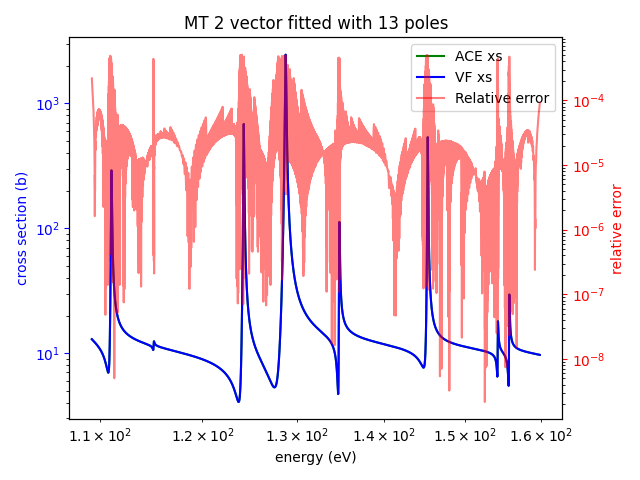 MT 2 vector fitted with 13 poles
ACE xs
VF xs
Relative error
10³
10²
10¹
cross section (b)
10⁻⁴
10⁻⁵
10⁻⁶
10⁻⁷
10⁻⁸
relative error
1.1 × 10² 1.2 × 10² 1.3 × 10² 1.4 × 10² 1.5 × 10² 1.6 × 10²
energy (eV)